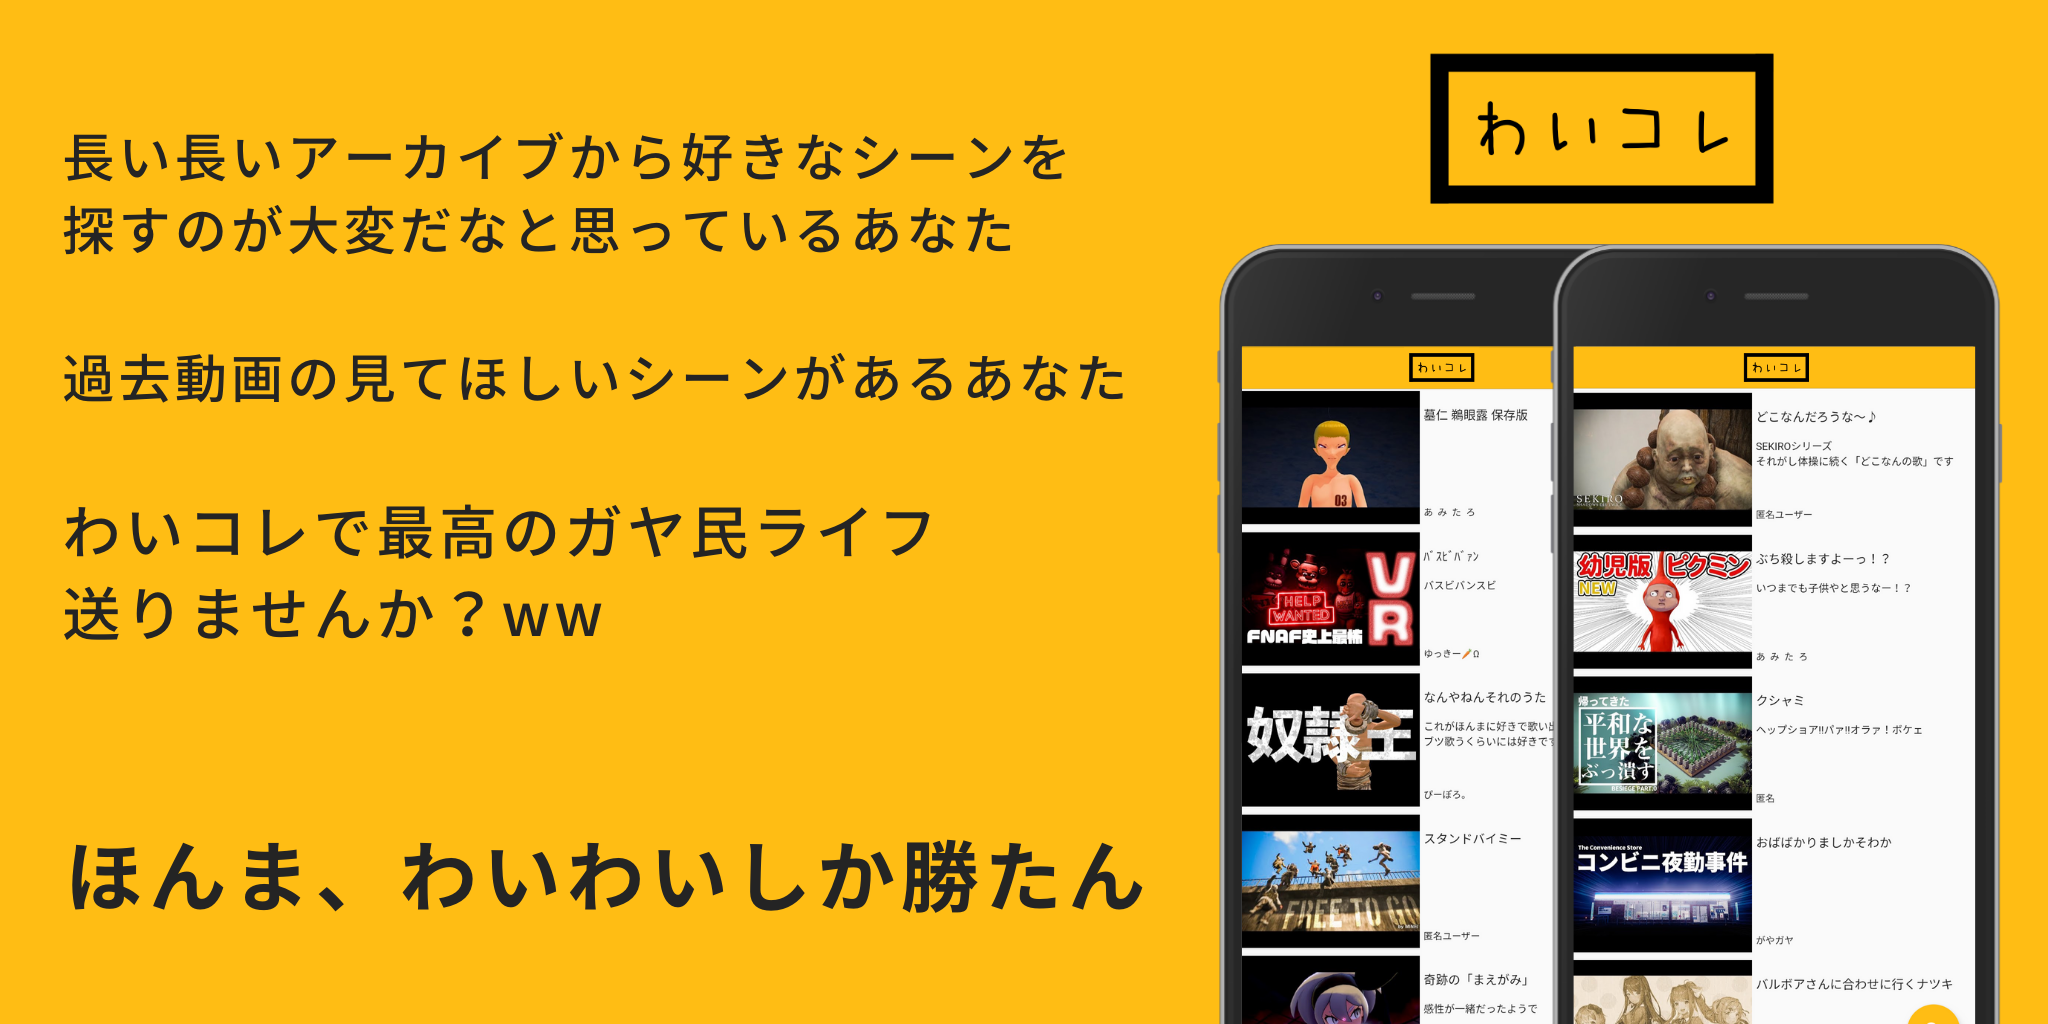 長い長いアーカイブから好きなシーンを
探すのが大変だなと思っているあなた
過去動画の見てほしいシーンがあるあなた
わいコレで最高のガヤ民ライフ
送りませんか？ww
ほんま、わいわいしか勝たん
わいコレ
わいコレ
墓仁 鵜眼露 保存版
03
あ み た ろ
HELP
WANTED
FNAF史上最怖
VR
ﾊﾞｽﾋﾞﾊﾞｧﾝ
バスビバンスビ
ゆっきー🥕Ω
奴隷王
なんやねんそれのうた
これがほんまに好きで歌い
ブツ歌うくらいには好きで
ぴーぽろ。
FREE TO GO
スタンドバイミー
匿名ユーザー
奇跡の「まえがみ」
感性が一緒だったようで
わいコレ
SEKIRO
どこなんだろうな～♪
SEKIROシリーズ
それがし体操に続く「どこなんの歌」です
匿名ユーザー
幼児版 ピクミン
NEW
ぶち殺しますよーっ！？
いつまでも子供やと思うなー！？
あ み た ろ
帰ってきた
平和な
世界を
ぶっ潰す
BESIEGE PART.9
クシャミ
ヘップショア!!パァ!!オラァ！ボケェ
匿名
The Convenience Store
コンビニ夜勤事件
おばばかりましかそわか
がやガヤ
バルボアさんに合わせに行くナツキ